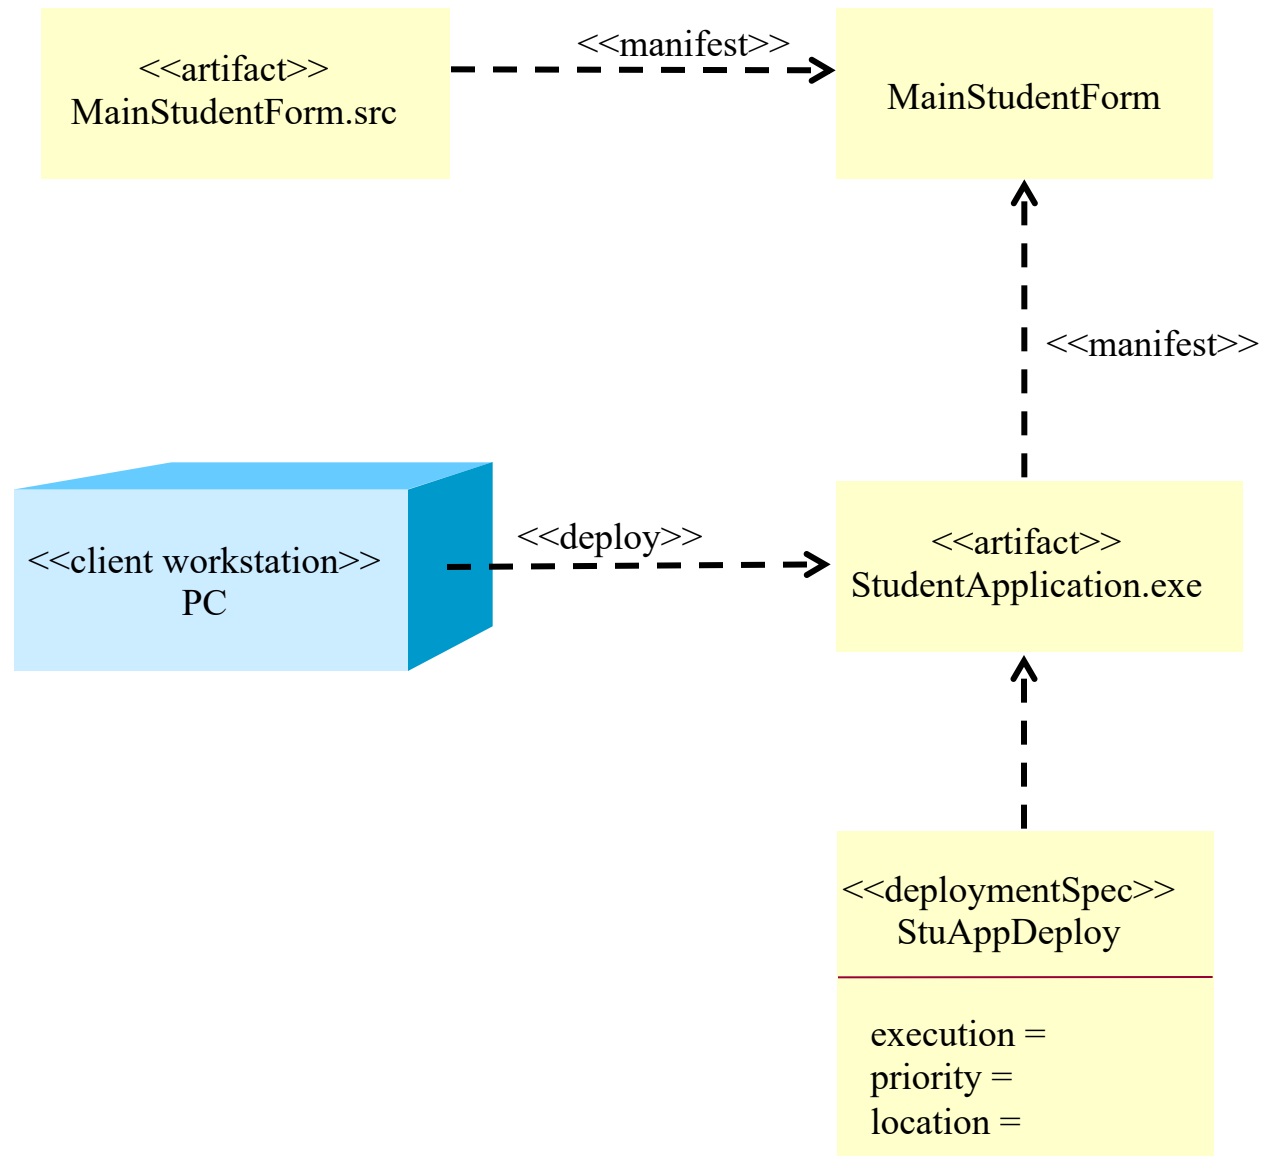 <<artifact>>
MainStudentForm.src
<<manifest>>
MainStudentForm
<<manifest>>
<<client workstation>>
PC
<<deploy>>
<<artifact>>
StudentApplication.exe
<<deploymentSpec>>
StuAppDeploy
execution =
priority =
location =